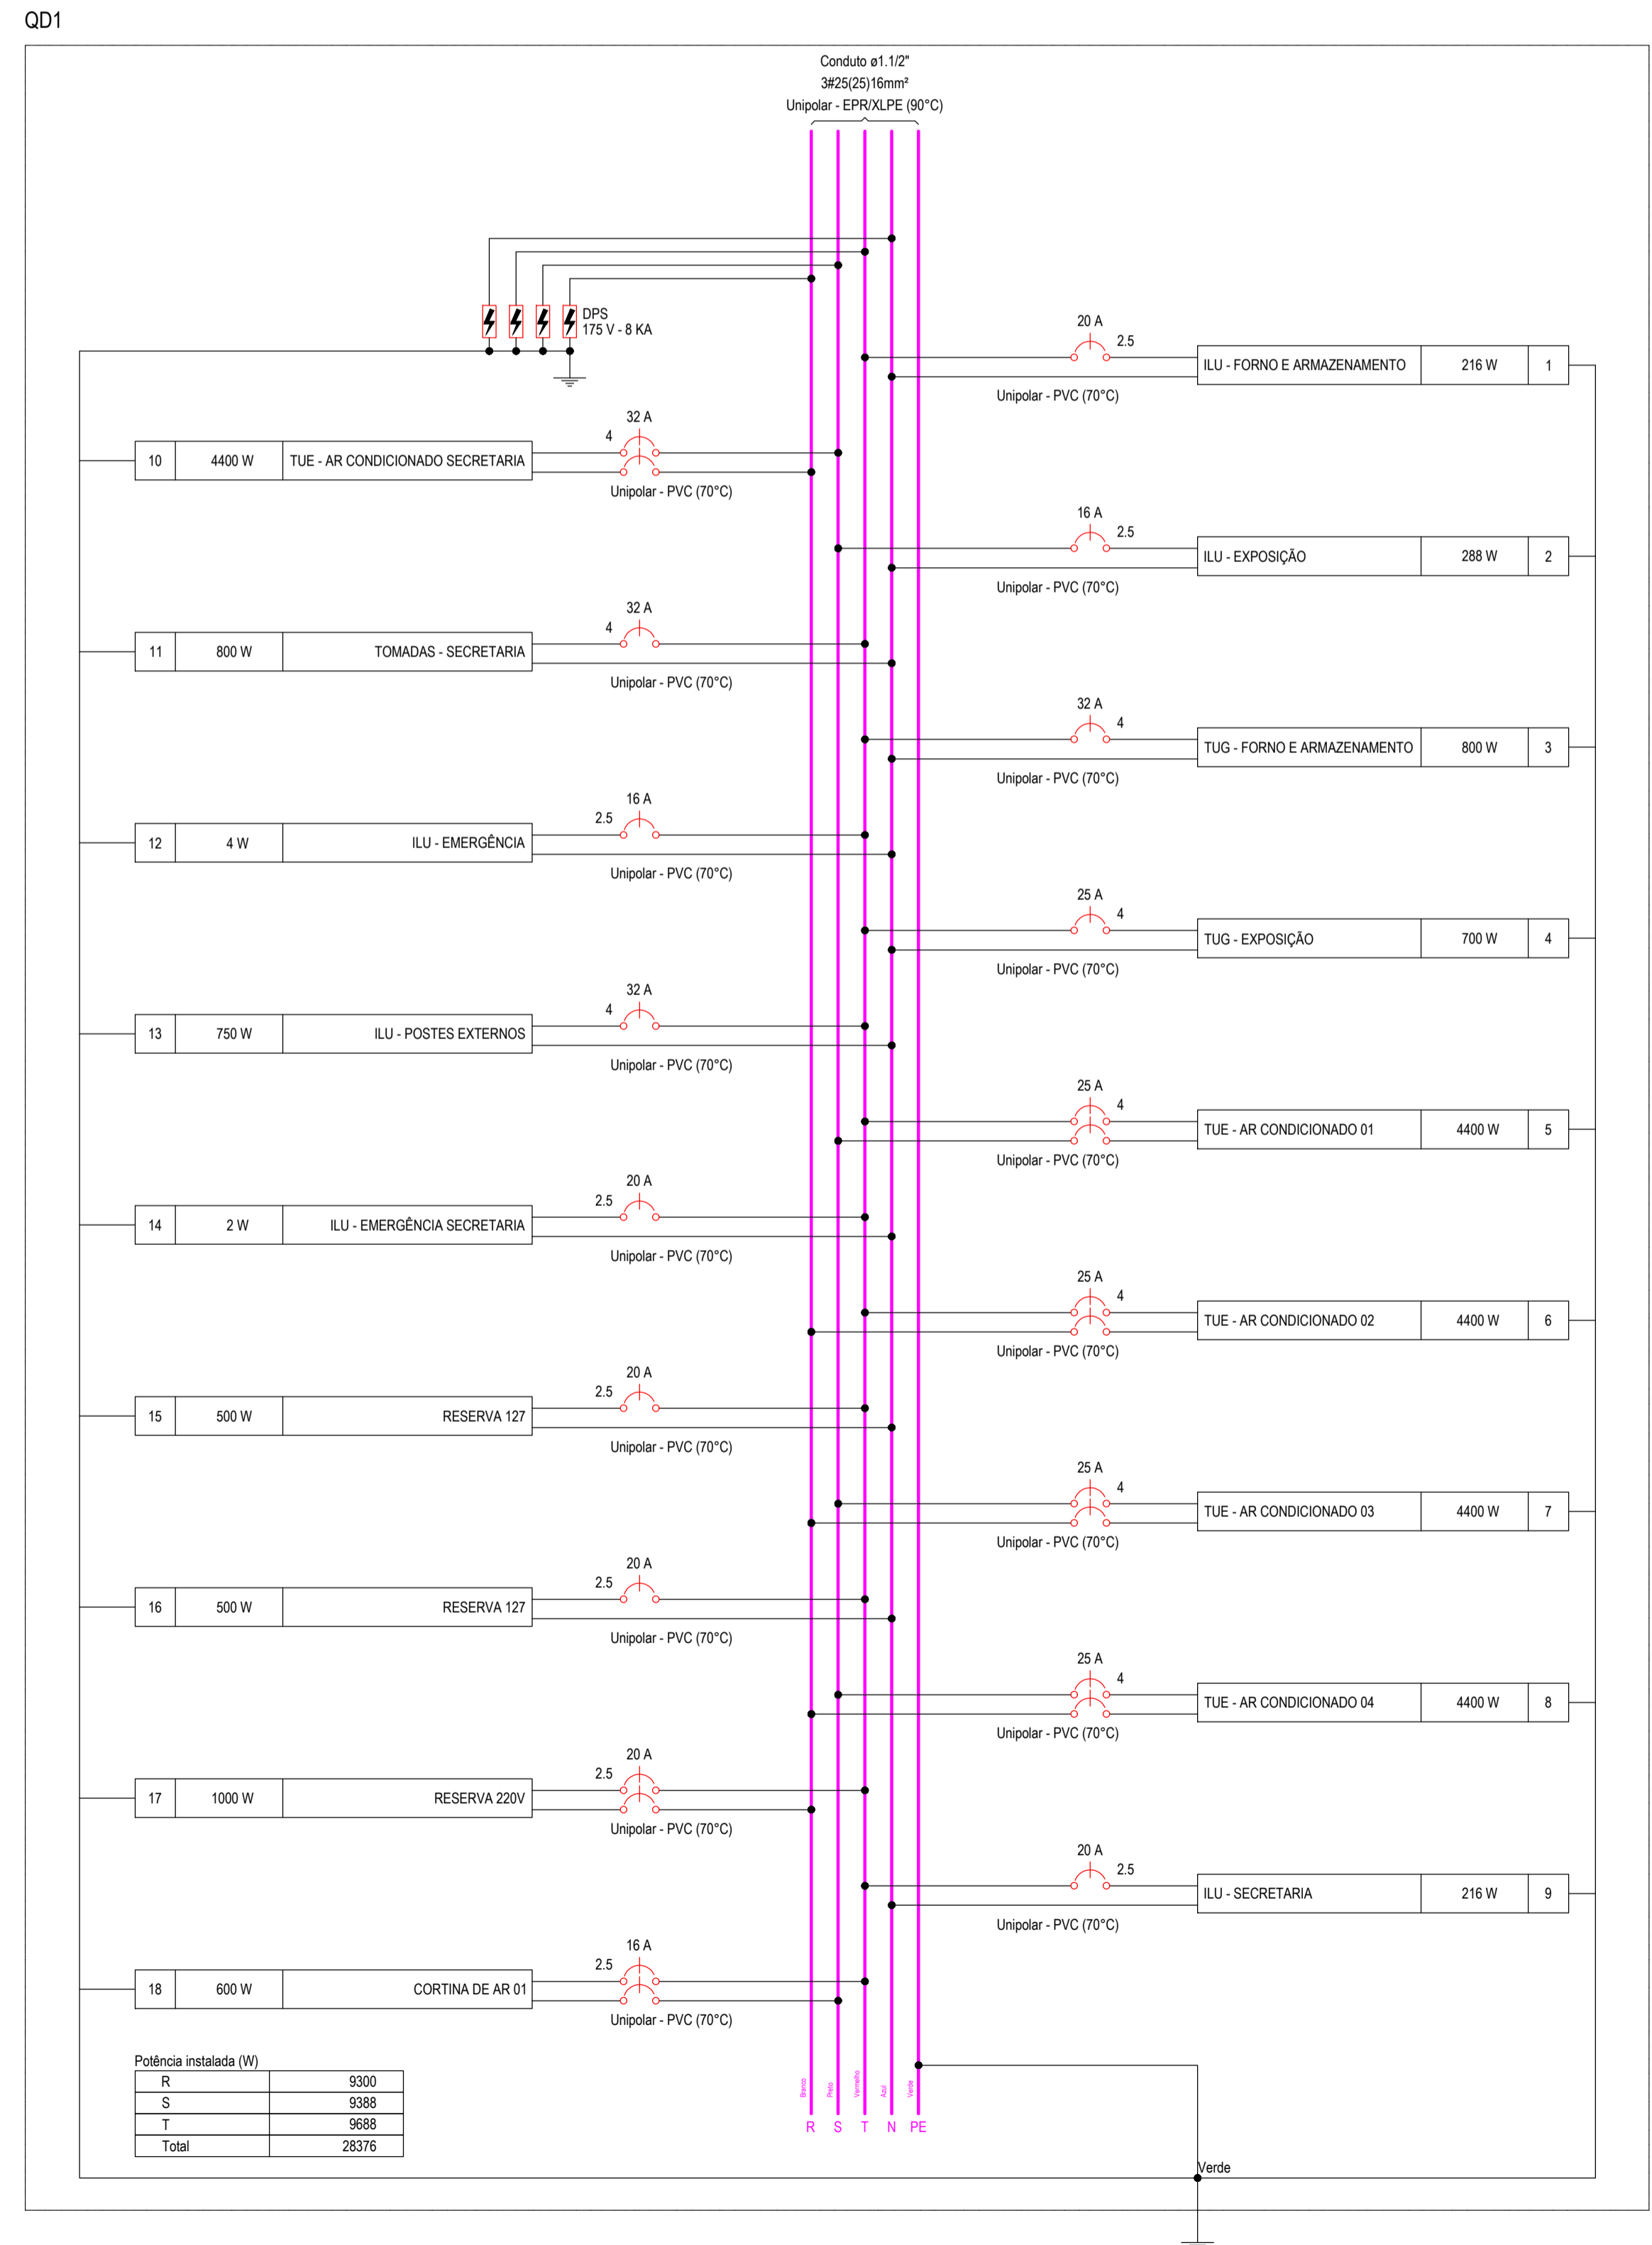 QD1
Conduto ø1.1/2"
3#25(25)16mm²
Unipolar - EPR/XLPE (90°C)
DPS
175 V - 8 KA
20 A
2.5
ILU - FORNO E ARMAZENAMENTO 216 W 1
Unipolar - PVC (70°C)
32 A
4
10 4400 W TUE - AR CONDICIONADO SECRETARIA
Unipolar - PVC (70°C)
16 A
2.5
ILU - EXPOSIÇÃO 288 W 2
Unipolar - PVC (70°C)
32 A
4
11 800 W TOMADAS - SECRETARIA
Unipolar - PVC (70°C)
32 A
4
TUG - FORNO E ARMAZENAMENTO 800 W 3
Unipolar - PVC (70°C)
16 A
2.5
12 4 W ILU - EMERGÊNCIA
Unipolar - PVC (70°C)
25 A
4
TUG - EXPOSIÇÃO 700 W 4
Unipolar - PVC (70°C)
32 A
4
13 750 W ILU - POSTES EXTERNOS
Unipolar - PVC (70°C)
25 A
4
TUE - AR CONDICIONADO 01 4400 W 5
Unipolar - PVC (70°C)
20 A
2.5
14 2 W ILU - EMERGÊNCIA SECRETARIA
Unipolar - PVC (70°C)
25 A
4
TUE - AR CONDICIONADO 02 4400 W 6
Unipolar - PVC (70°C)
20 A
2.5
15 500 W RESERVA 127
Unipolar - PVC (70°C)
25 A
4
TUE - AR CONDICIONADO 03 4400 W 7
Unipolar - PVC (70°C)
20 A
2.5
16 500 W RESERVA 127
Unipolar - PVC (70°C)
25 A
4
TUE - AR CONDICIONADO 04 4400 W 8
Unipolar - PVC (70°C)
20 A
2.5
17 1000 W RESERVA 220V
Unipolar - PVC (70°C)
20 A
2.5
ILU - SECRETARIA 216 W 9
Unipolar - PVC (70°C)
16 A
2.5
18 600 W CORTINA DE AR 01
Unipolar - PVC (70°C)
Potência instalada (W)
R 9300
S 9388
T 9688
Total 28376
Branco Preto Vermelho Azul Verde
R S T N PE
Verde